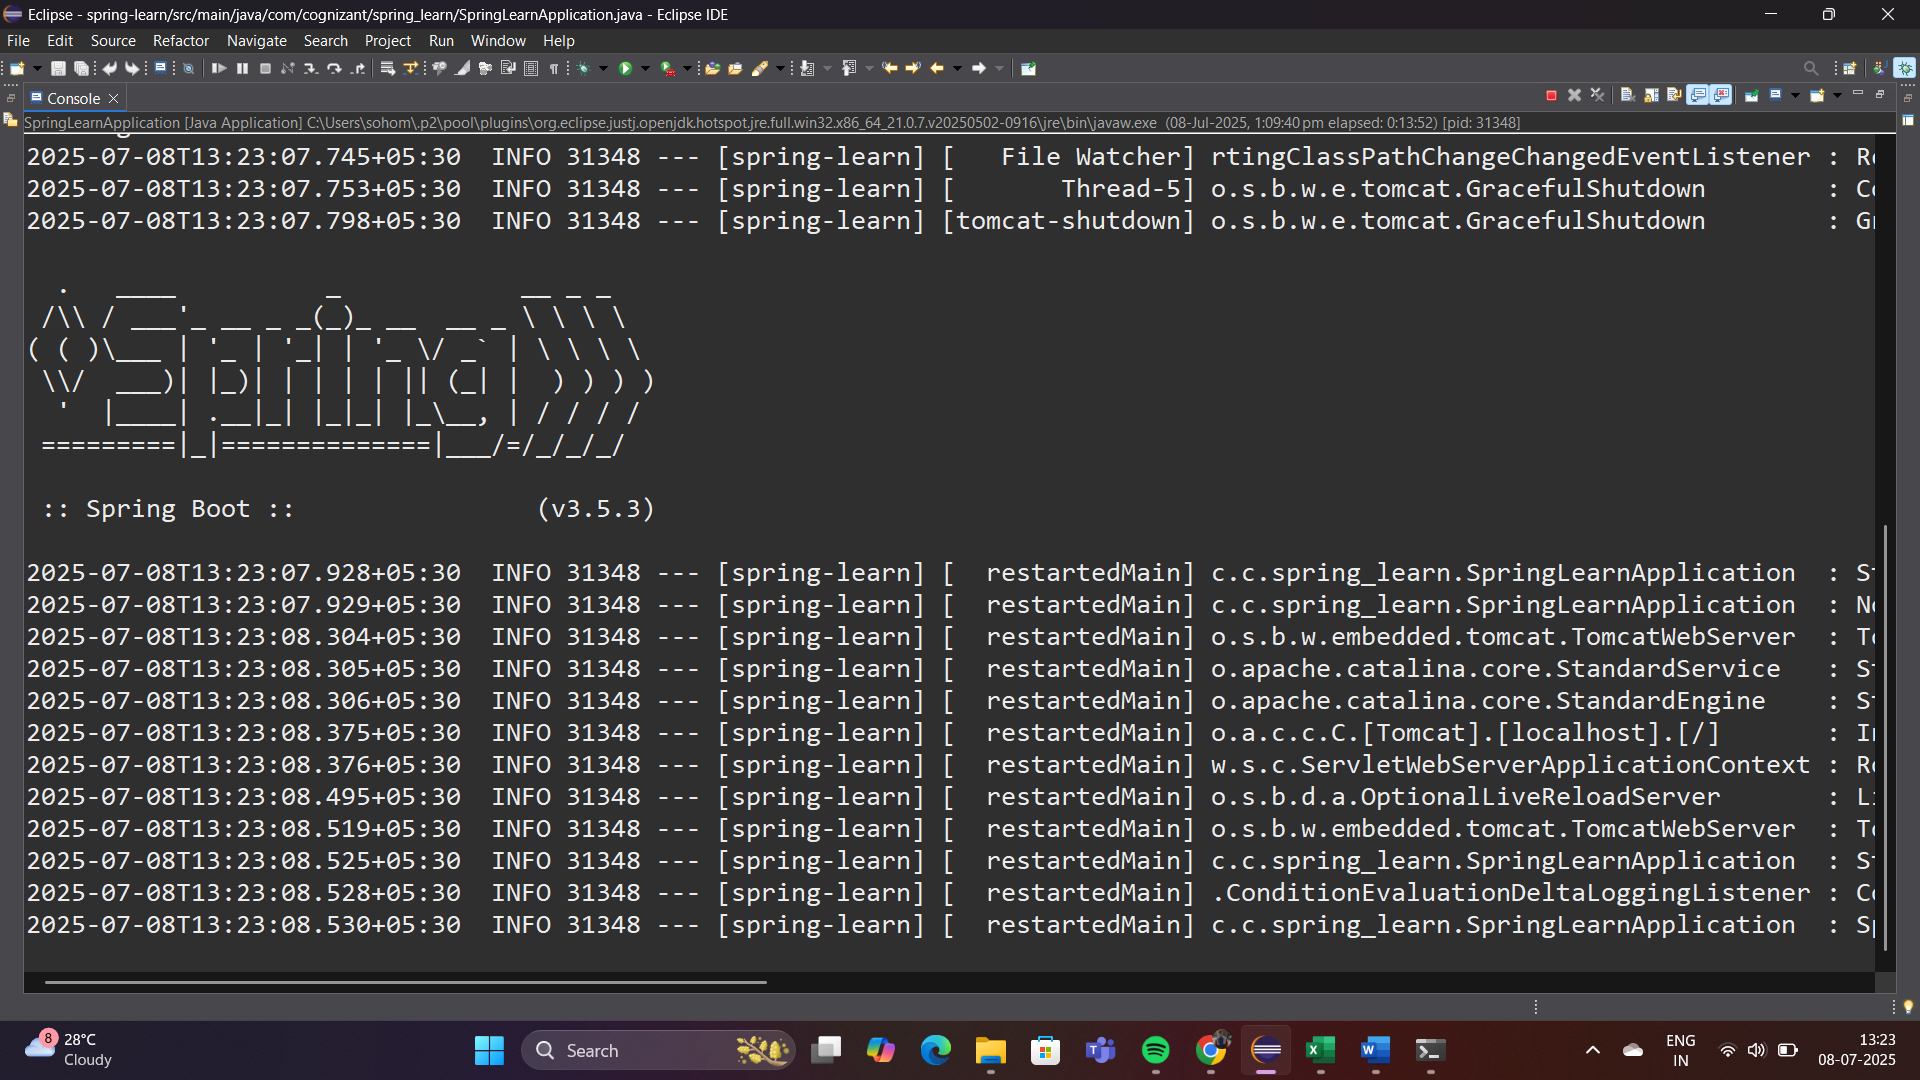 Eclipse - spring-learn/src/main/java/com/cognizant/spring_learn/SpringLearnApplication.java - Eclipse IDE
File Edit Source Refactor Navigate Search Project Run Window Help
Console
SpringLearnApplication [Java Application] C:\Users\sohom\.p2\pool\plugins\org.eclipse.justj.openjdk.hotspot.jre.full.win32.x86_64_21.0.7.v20250502-0916\jre\bin\javaw.exe (08-Jul-2025, 1:09:40 pm elapsed: 0:13:52) [pid: 31348]
2025-07-08T13:23:07.745+05:30  INFO 31348 --- [spring-learn] [   File Watcher] rtingClassPathChangeChangedEventListener : Re
2025-07-08T13:23:07.753+05:30  INFO 31348 --- [spring-learn] [       Thread-5] o.s.b.w.e.tomcat.GracefulShutdown        : Co
2025-07-08T13:23:07.798+05:30  INFO 31348 --- [spring-learn] [tomcat-shutdown] o.s.b.w.e.tomcat.GracefulShutdown        : Gr
  .   ____          _            __ _ _
 /\\ / ___'_ __ _ _(_)_ __  __ _ \ \ \ \
( ( )\___ | '_ | '_| | '_ \/ _` | \ \ \ \
 \\/  ___)| |_)| | | | | || (_| |  ) ) ) )
  '  |____| .__|_| |_|_| |_\__, | / / / /
 =========|_|==============|___/=/_/_/_/
 :: Spring Boot ::                (v3.5.3)
2025-07-08T13:23:07.928+05:30  INFO 31348 --- [spring-learn] [  restartedMain] c.c.spring_learn.SpringLearnApplication  : St
2025-07-08T13:23:07.929+05:30  INFO 31348 --- [spring-learn] [  restartedMain] c.c.spring_learn.SpringLearnApplication  : No
2025-07-08T13:23:08.304+05:30  INFO 31348 --- [spring-learn] [  restartedMain] o.s.b.w.embedded.tomcat.TomcatWebServer  : To
2025-07-08T13:23:08.305+05:30  INFO 31348 --- [spring-learn] [  restartedMain] o.apache.catalina.core.StandardService   : St
2025-07-08T13:23:08.306+05:30  INFO 31348 --- [spring-learn] [  restartedMain] o.apache.catalina.core.StandardEngine    : St
2025-07-08T13:23:08.375+05:30  INFO 31348 --- [spring-learn] [  restartedMain] o.a.c.c.C.[Tomcat].[localhost].[/]       : In
2025-07-08T13:23:08.376+05:30  INFO 31348 --- [spring-learn] [  restartedMain] w.s.c.ServletWebServerApplicationContext : Ro
2025-07-08T13:23:08.495+05:30  INFO 31348 --- [spring-learn] [  restartedMain] o.s.b.d.a.OptionalLiveReloadServer       : Li
2025-07-08T13:23:08.519+05:30  INFO 31348 --- [spring-learn] [  restartedMain] o.s.b.w.embedded.tomcat.TomcatWebServer  : To
2025-07-08T13:23:08.525+05:30  INFO 31348 --- [spring-learn] [  restartedMain] c.c.spring_learn.SpringLearnApplication  : St
2025-07-08T13:23:08.528+05:30  INFO 31348 --- [spring-learn] [  restartedMain] .ConditionEvaluationDeltaLoggingListener : Co
2025-07-08T13:23:08.530+05:30  INFO 31348 --- [spring-learn] [  restartedMain] c.c.spring_learn.SpringLearnApplication  : Sp
8
28°C
Cloudy
Search
ENG
IN
13:23
08-07-2025